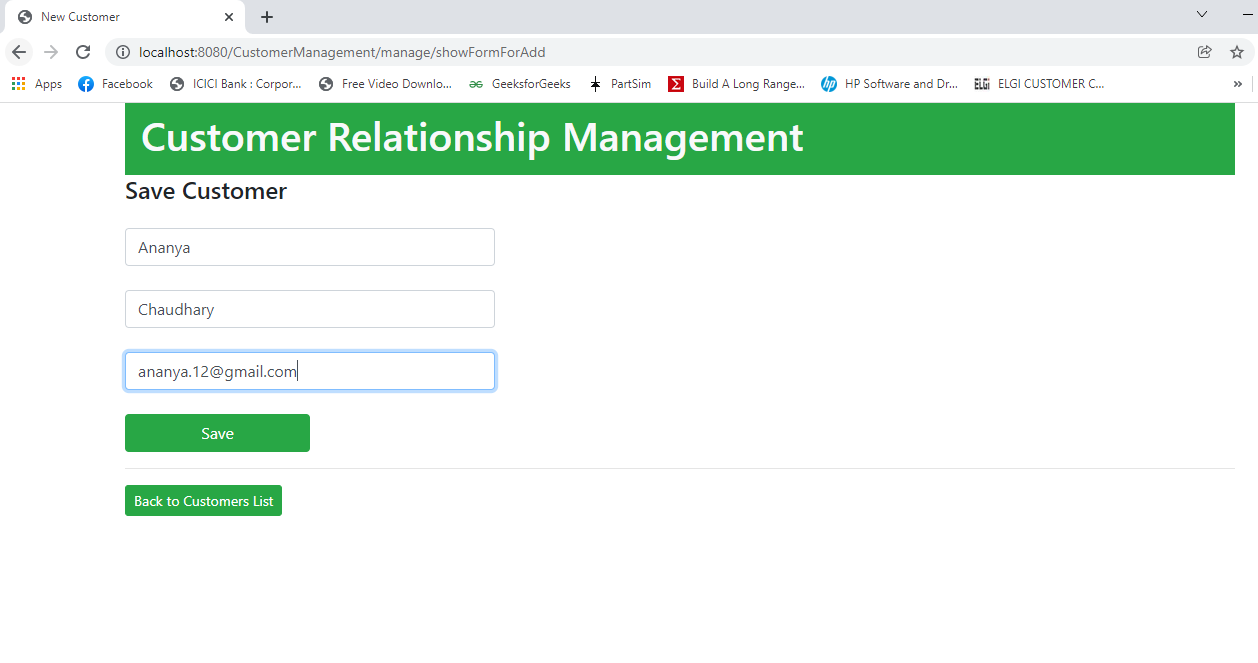 New Customer
localhost:8080/CustomerManagement/manage/showFormForAdd
Apps Facebook ICICI Bank : Corpor... Free Video Downlo... GeeksforGeeks PartSim Σ Build A Long Range... hp HP Software and Dr... ELGi ELGI CUSTOMER C... »
Customer Relationship Management
Save Customer
Ananya
Chaudhary
ananya.12@gmail.com
Save
Back to Customers List